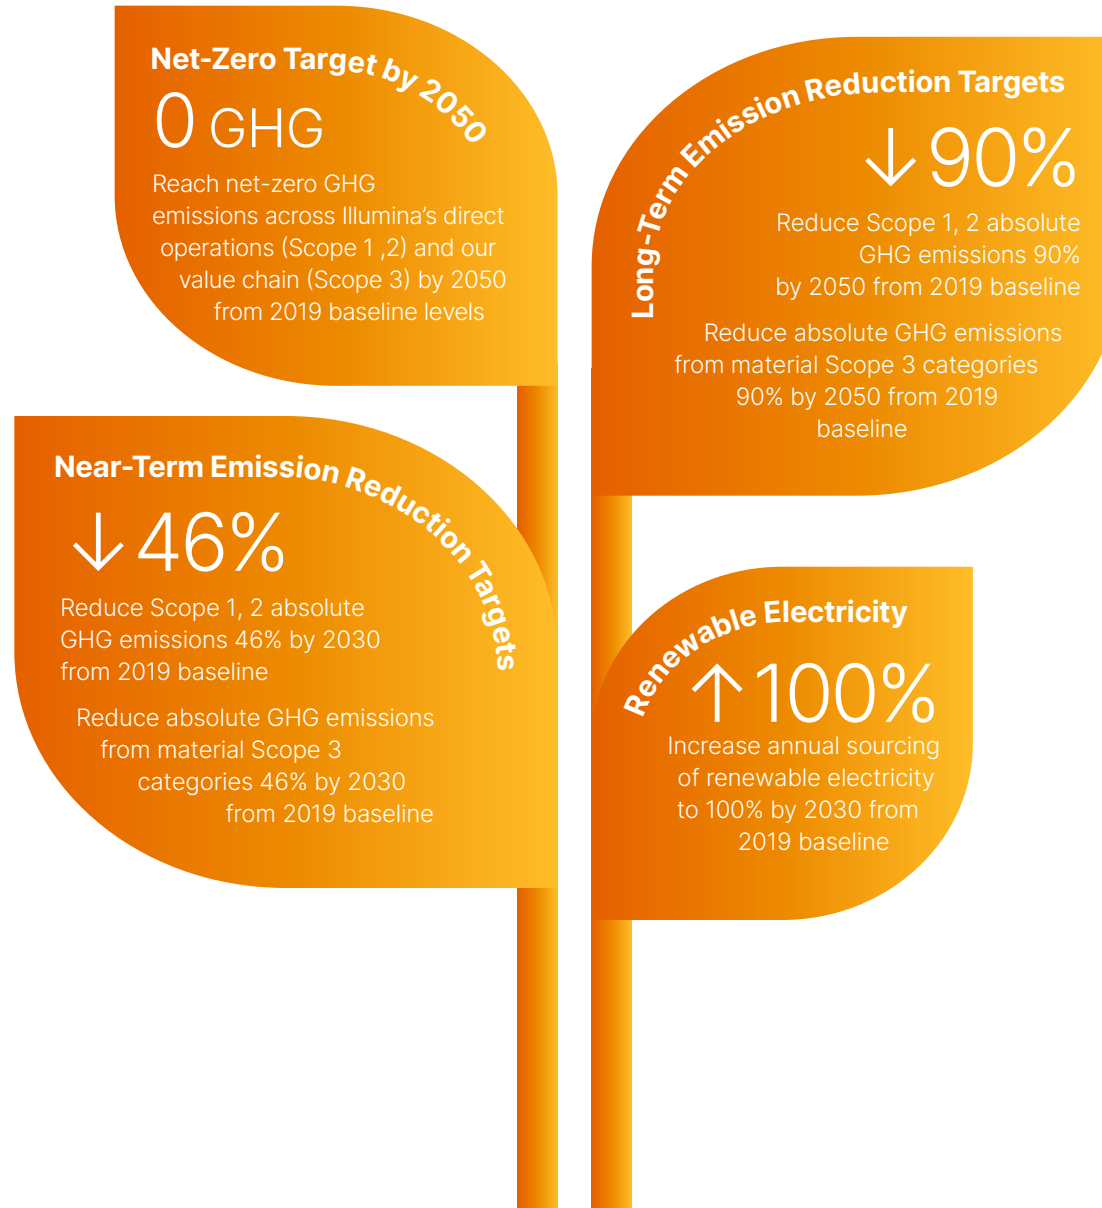 Net-Zero Target by 2050
0 GHG
Reach net-zero GHG
emissions across Illumina’s direct
operations (Scope 1 ,2) and our
value chain (Scope 3) by 2050
from 2019 baseline levels
Long-Term Emission Reduction Targets
↓90%
Reduce Scope 1, 2 absolute
GHG emissions 90%
by 2050 from 2019 baseline
Reduce absolute GHG emissions
from material Scope 3 categories
90% by 2050 from 2019
baseline
Near-Term Emission Reduction Targets
↓46%
Reduce Scope 1, 2 absolute
GHG emissions 46% by 2030
from 2019 baseline
Reduce absolute GHG emissions
from material Scope 3
categories 46% by 2030
from 2019 baseline
Renewable Electricity
↑100%
Increase annual sourcing
of renewable electricity
to 100% by 2030 from
2019 baseline